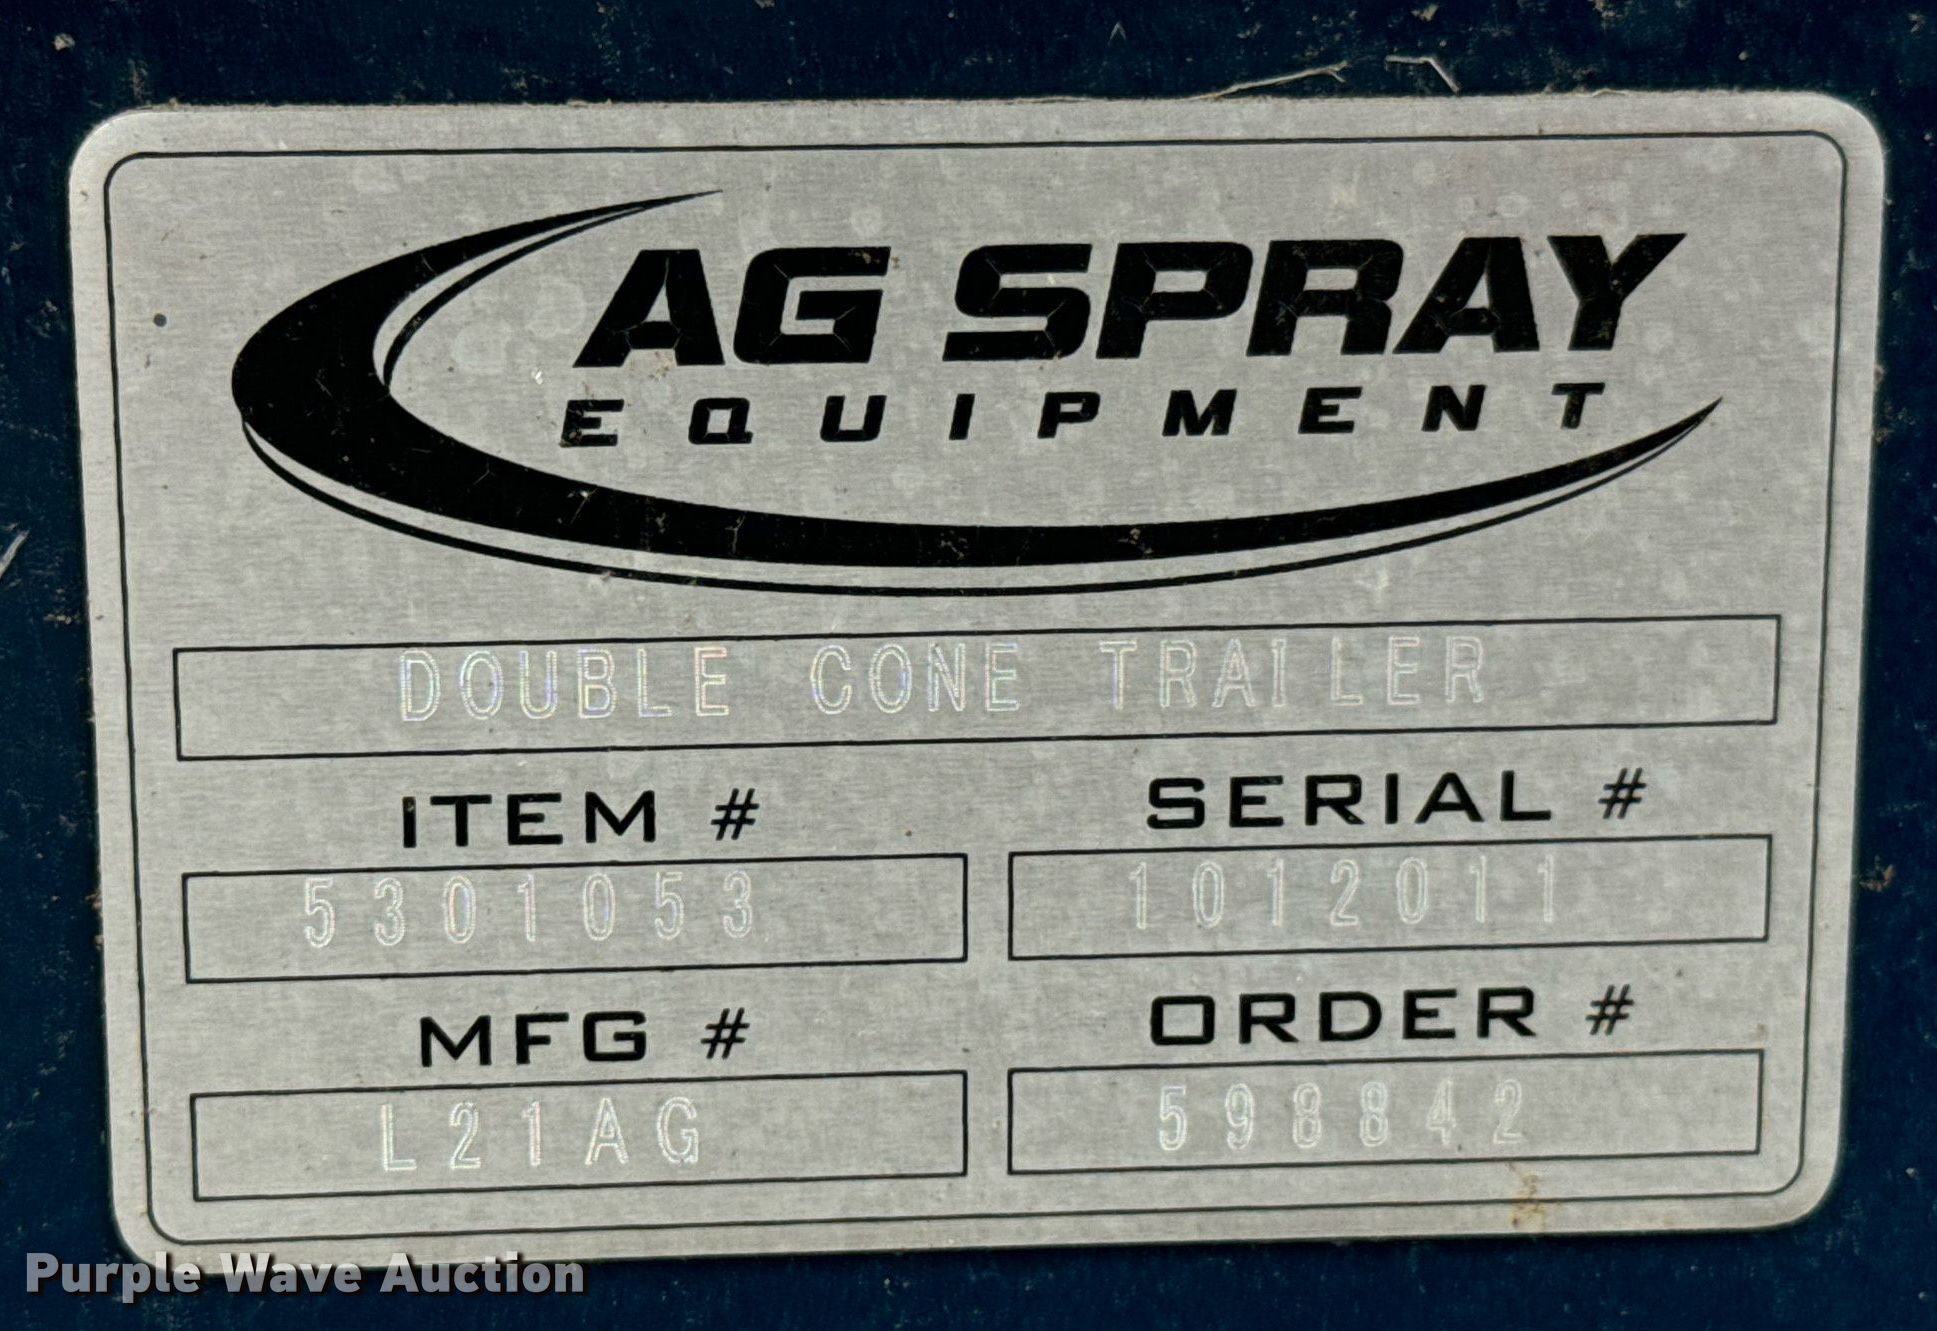 AG SPRAY
EQUIPMENT
DOUBLE CONE TRAILER
ITEM # SERIAL #
5301053 1012011
MFG # ORDER #
L21AG 598842
Purple Wave Auction